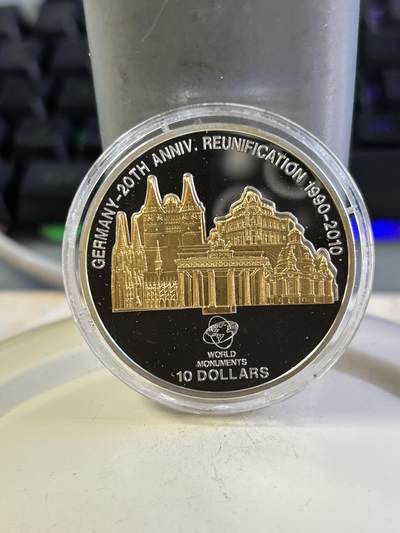 GERMANY-20TH ANNIV. REUNIFICATION 1990-2010
WORLD
MONUMENTS
10 DOLLARS